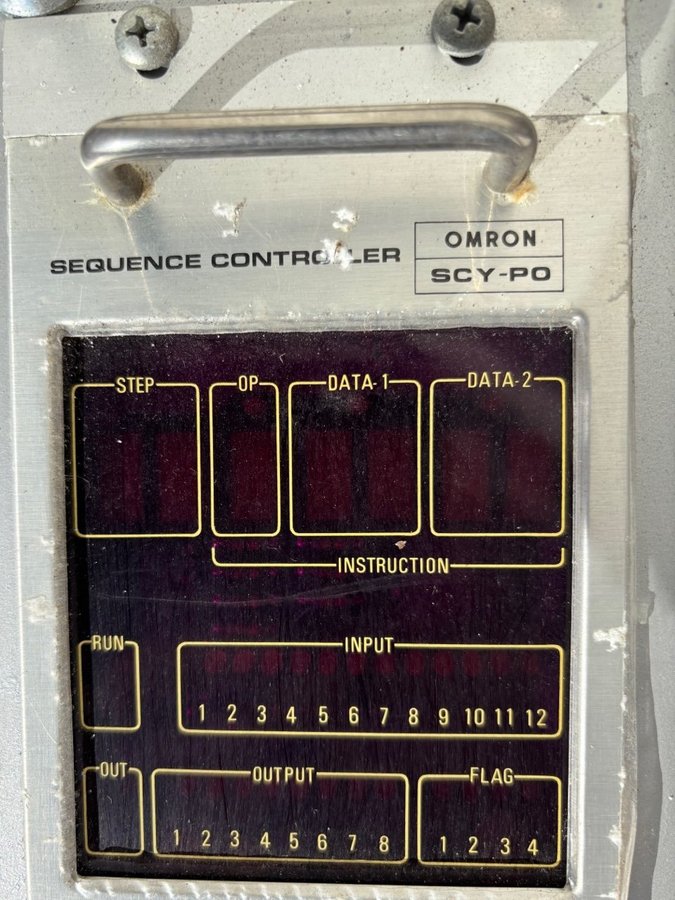 SEQUENCE CONTROLLER
OMRON
SCY-PO
STEP OP DATA-1 DATA-2
INSTRUCTION
RUN INPUT
1 2 3 4 5 6 7 8 9 10 11 12
OUT OUTPUT FLAG
1 2 3 4 5 6 7 8 1 2 3 4